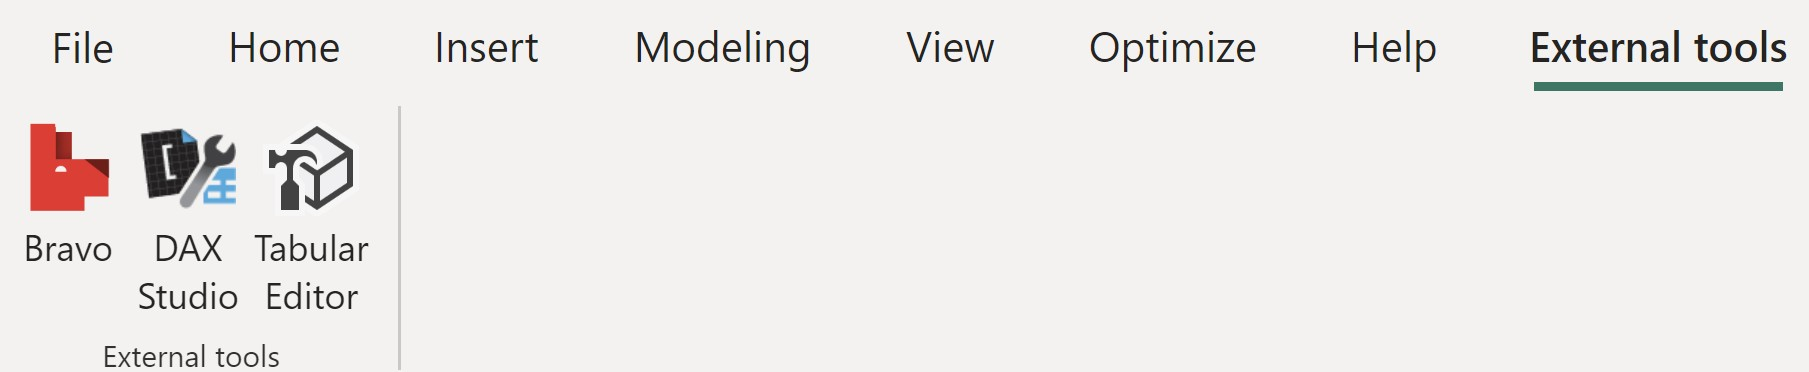 File Home Insert Modeling View Optimize Help External tools
Bravo DAX Tabular
Studio Editor
External tools